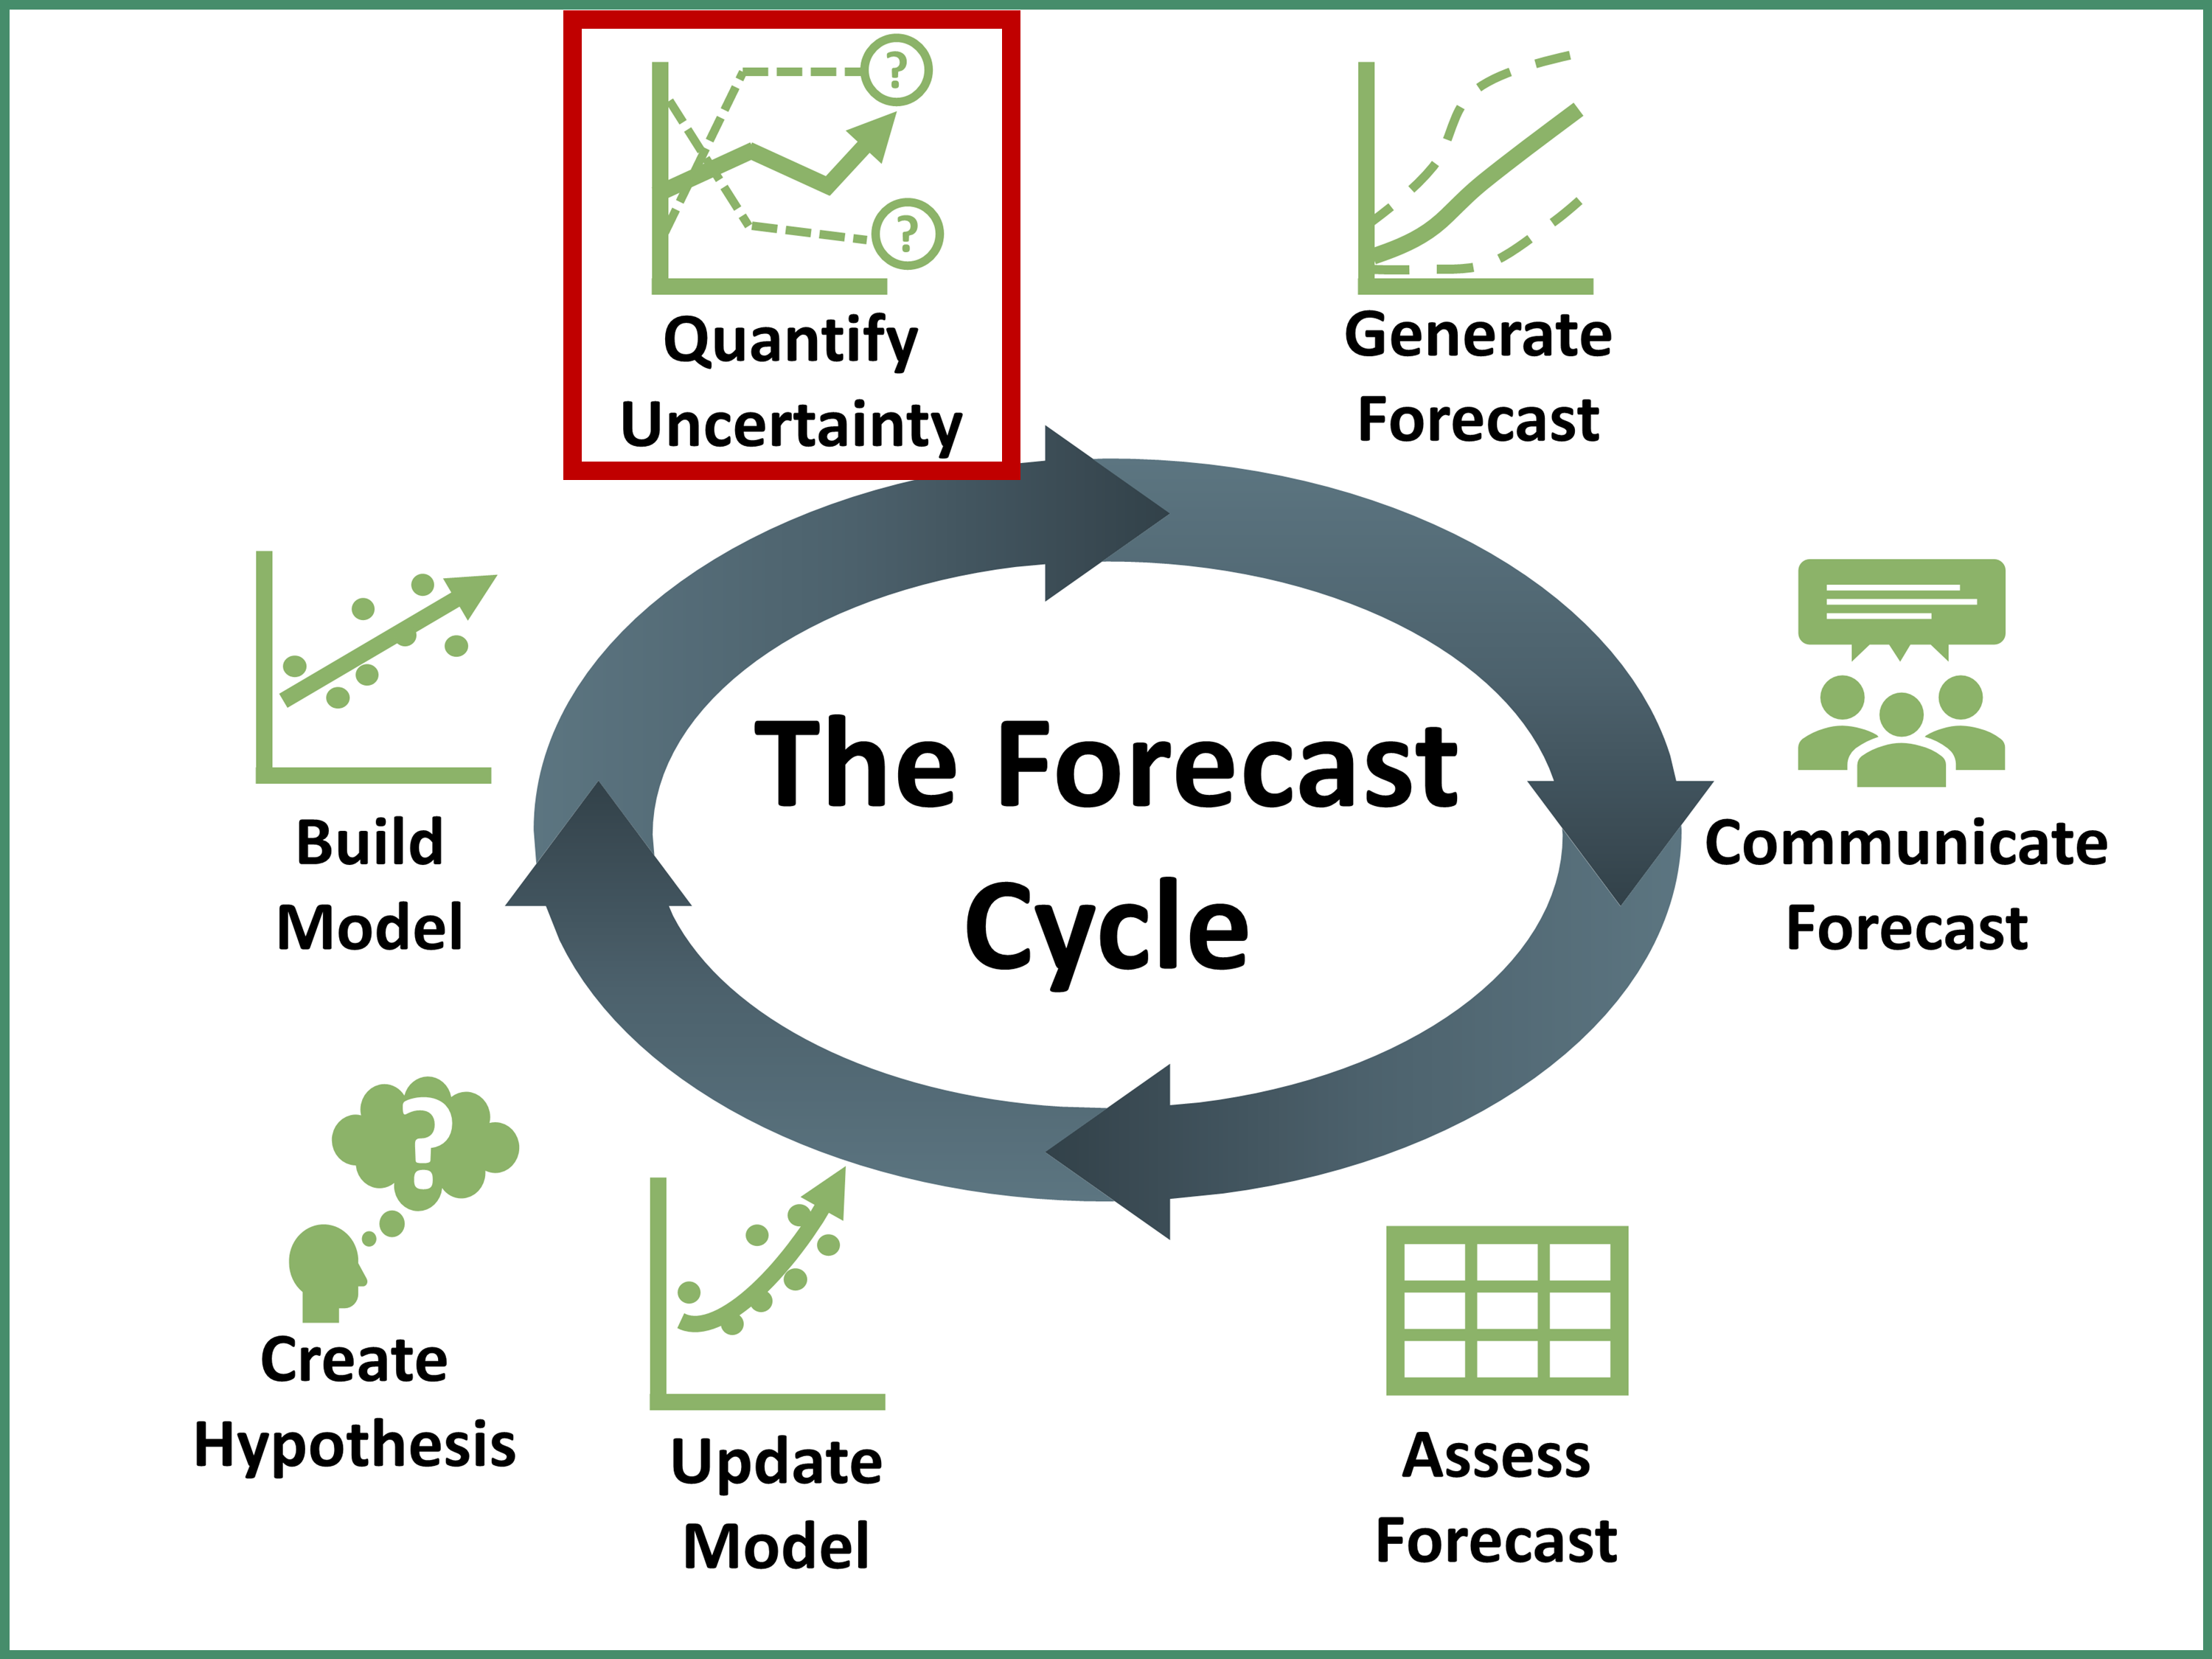 ?
?
Quantify
Uncertainty
Generate
Forecast
Build
Model
The Forecast
Cycle
Communicate
Forecast
?
Create
Hypothesis
Update
Model
Assess
Forecast